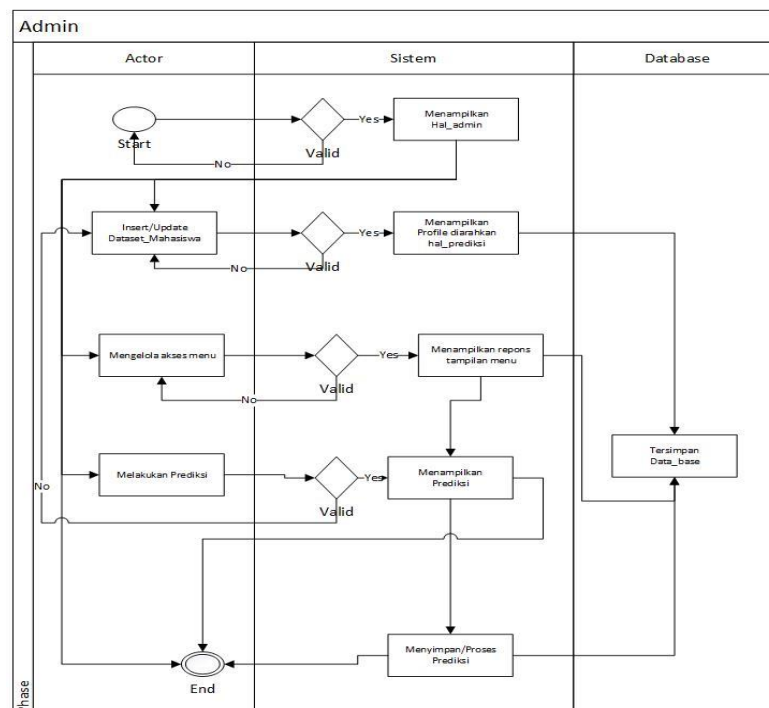 Admin
Actor
Sistem
Database
Start
Valid
Yes
No
Menampilkan
Hal_admin
Insert/Update
Dataset_Mahasiswa
Valid
Yes
No
Menampilkan
Profile diarahkan
hal_prediksi
Mengelola akses menu
Valid
Yes
No
Menampilkan repons
tampilan menu
Tersimpan
Data_base
Melakukan Prediksi
Valid
Yes
No
Menampilkan
Prediksi
Menyimpan/Proses
Prediksi
End
Phase